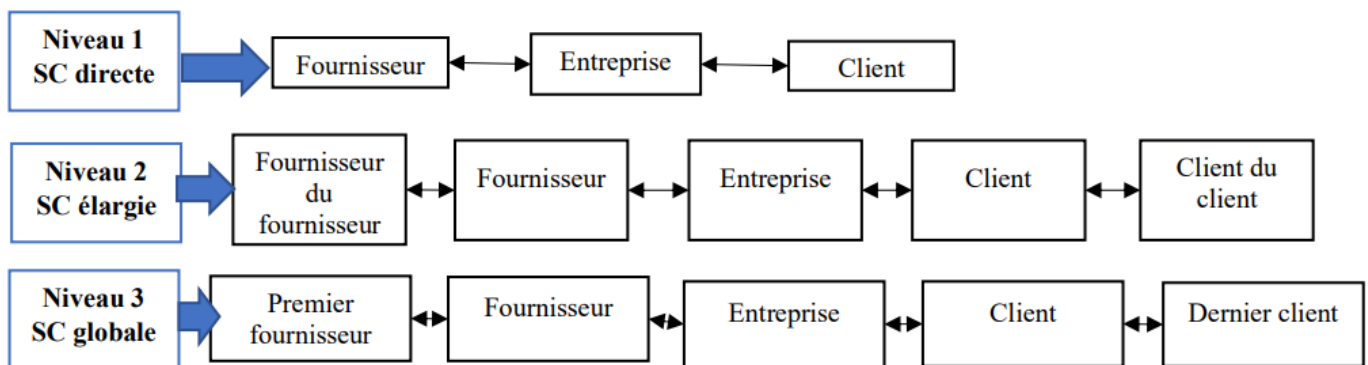 Niveau 1
SC directe
Fournisseur
Entreprise
Client
Niveau 2
SC élargie
Fournisseur
du
fournisseur
Fournisseur
Entreprise
Client
Client du
client
Niveau 3
SC globale
Premier
fournisseur
Fournisseur
Entreprise
Client
Dernier client